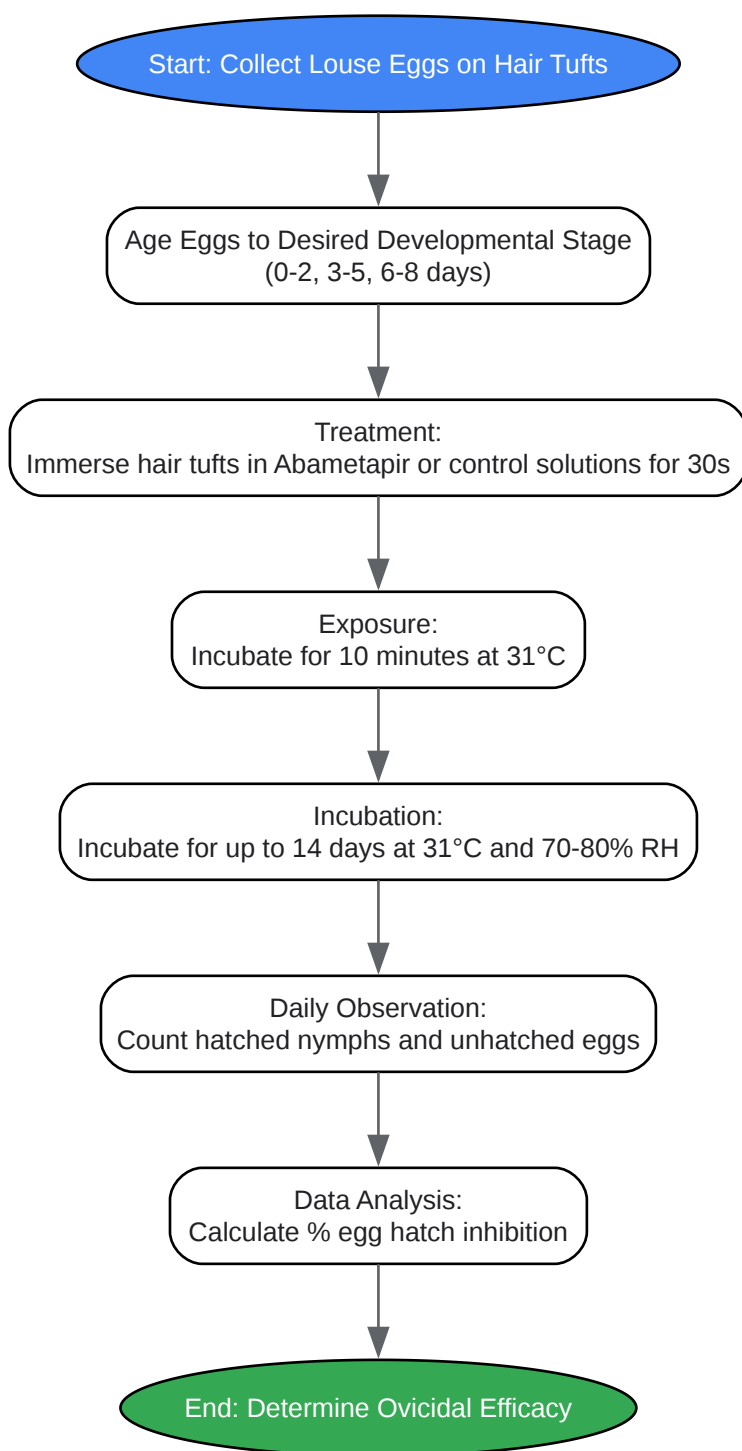 Start: Collect Louse Eggs on Hair Tufts
Age Eggs to Desired Developmental Stage
(0-2, 3-5, 6-8 days)
Treatment:
Immerse hair tufts in Abametapir or control solutions for 30s
Exposure:
Incubate for 10 minutes at 31°C
Incubation:
Incubate for up to 14 days at 31°C and 70-80% RH
Daily Observation:
Count hatched nymphs and unhatched eggs
Data Analysis:
Calculate % egg hatch inhibition
End: Determine Ovicidal Efficacy